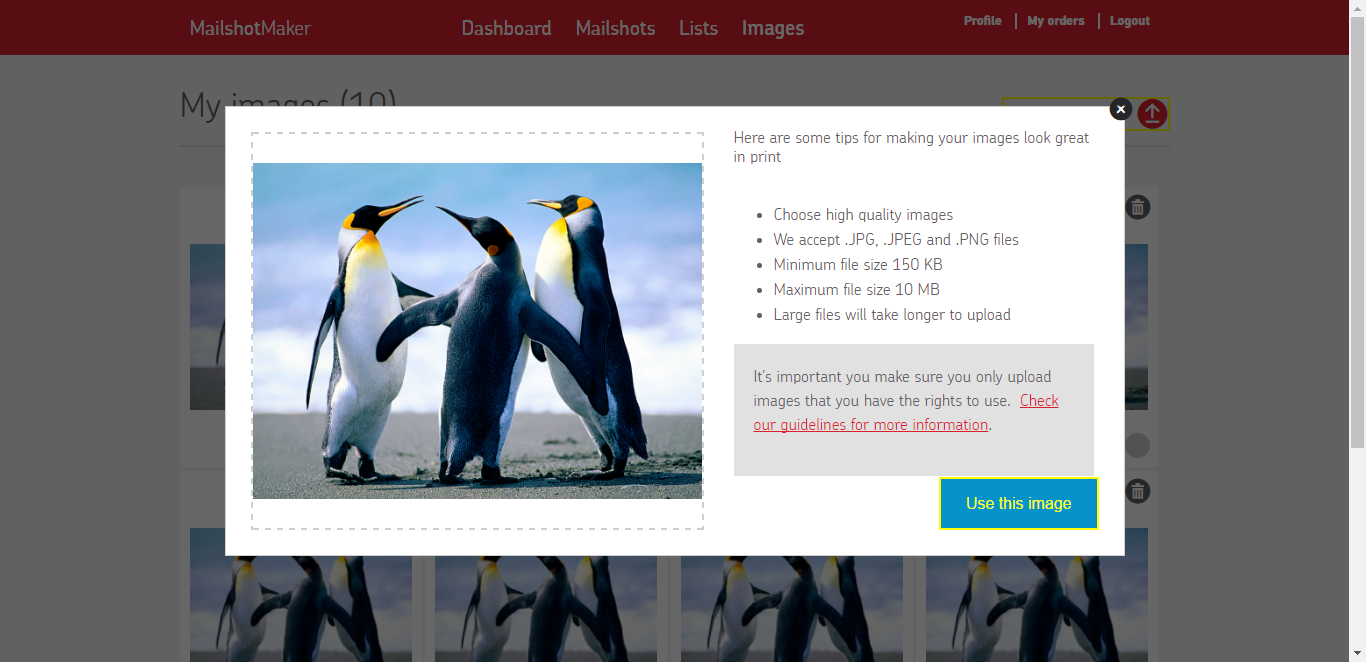 MailshotMaker
Dashboard Mailshots Lists Images
Profile My orders Logout
My images (10)
Here are some tips for making your images look great
in print
Choose high quality images
We accept .JPG, .JPEG and .PNG files
Minimum file size 150 KB
Maximum file size 10 MB
Large files will take longer to upload
It's important you make sure you only upload
images that you have the rights to use. Check
our guidelines for more information.
Use this image